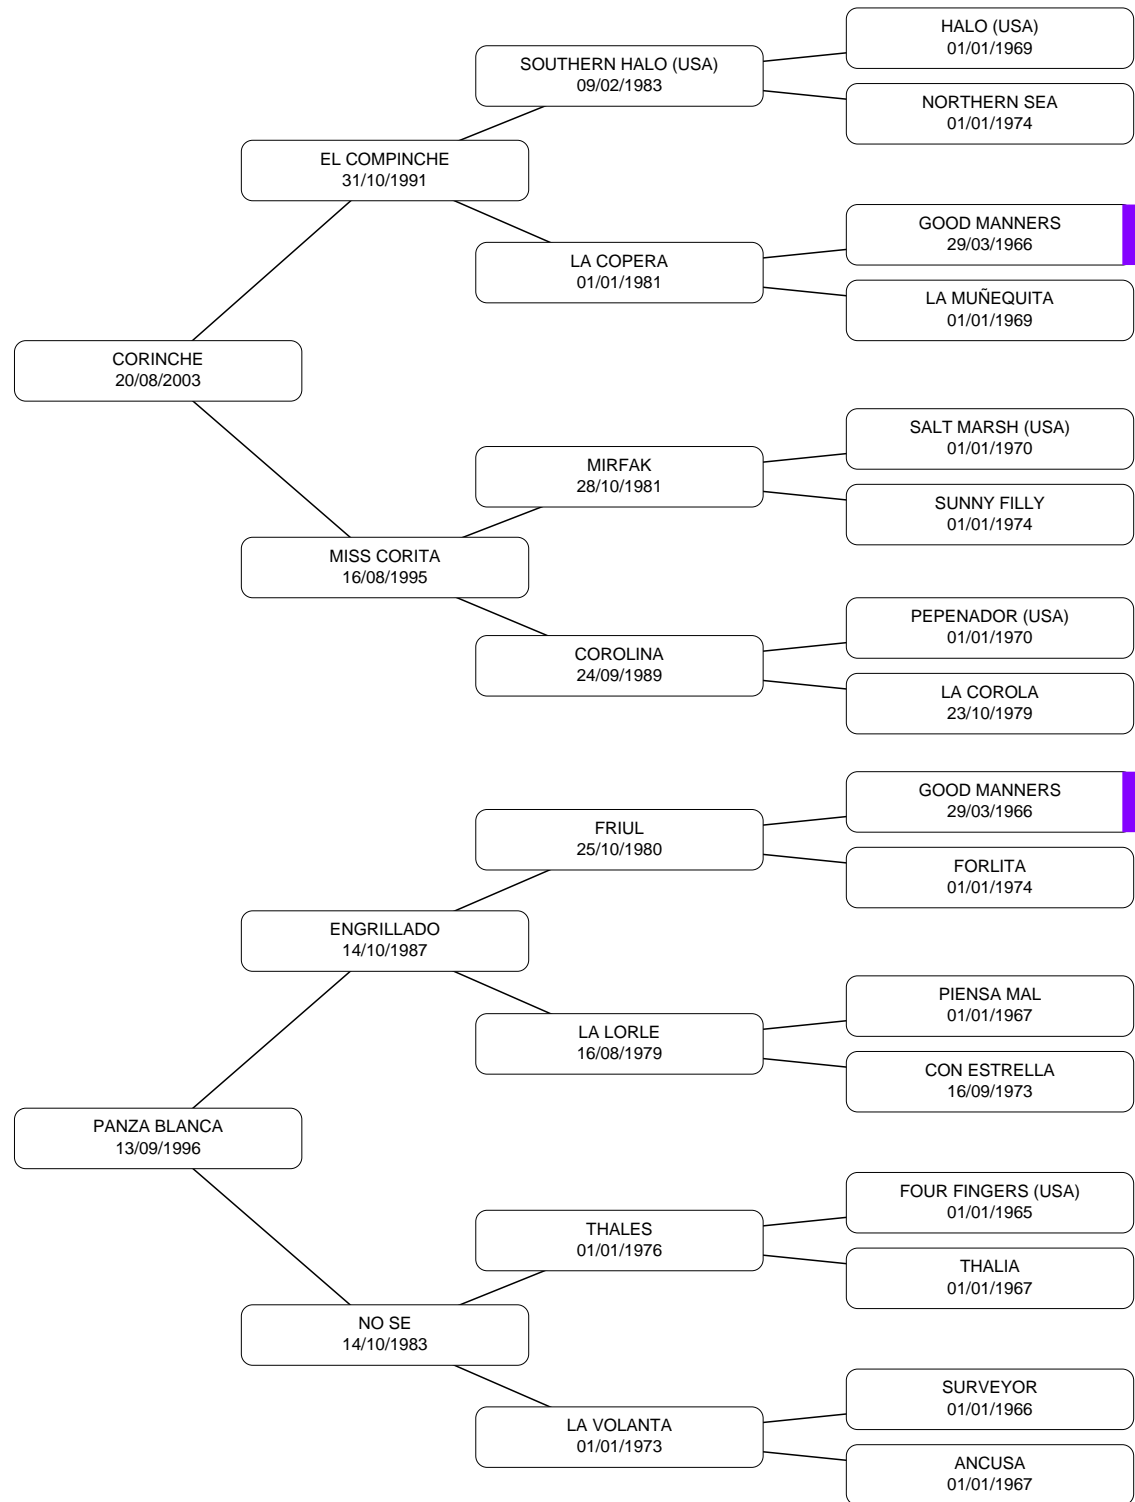 HALO (USA)
01/01/1969
SOUTHERN HALO (USA)
09/02/1983
NORTHERN SEA
01/01/1974
EL COMPINCHE
31/10/1991
GOOD MANNERS
29/03/1966
LA COPERA
01/01/1981
LA MUÑEQUITA
01/01/1969
CORINCHE
20/08/2003
SALT MARSH (USA)
01/01/1970
MIRFAK
28/10/1981
SUNNY FILLY
01/01/1974
MISS CORITA
16/08/1995
PEPENADOR (USA)
01/01/1970
COROLINA
24/09/1989
LA COROLA
23/10/1979
GOOD MANNERS
29/03/1966
FRIUL
25/10/1980
FORLITA
01/01/1974
ENGRILLADO
14/10/1987
PIENSA MAL
01/01/1967
LA LORLE
16/08/1979
CON ESTRELLA
16/09/1973
PANZA BLANCA
13/09/1996
FOUR FINGERS (USA)
01/01/1965
THALES
01/01/1976
THALIA
01/01/1967
NO SE
14/10/1983
SURVEYOR
01/01/1966
LA VOLANTA
01/01/1973
ANCUSA
01/01/1967